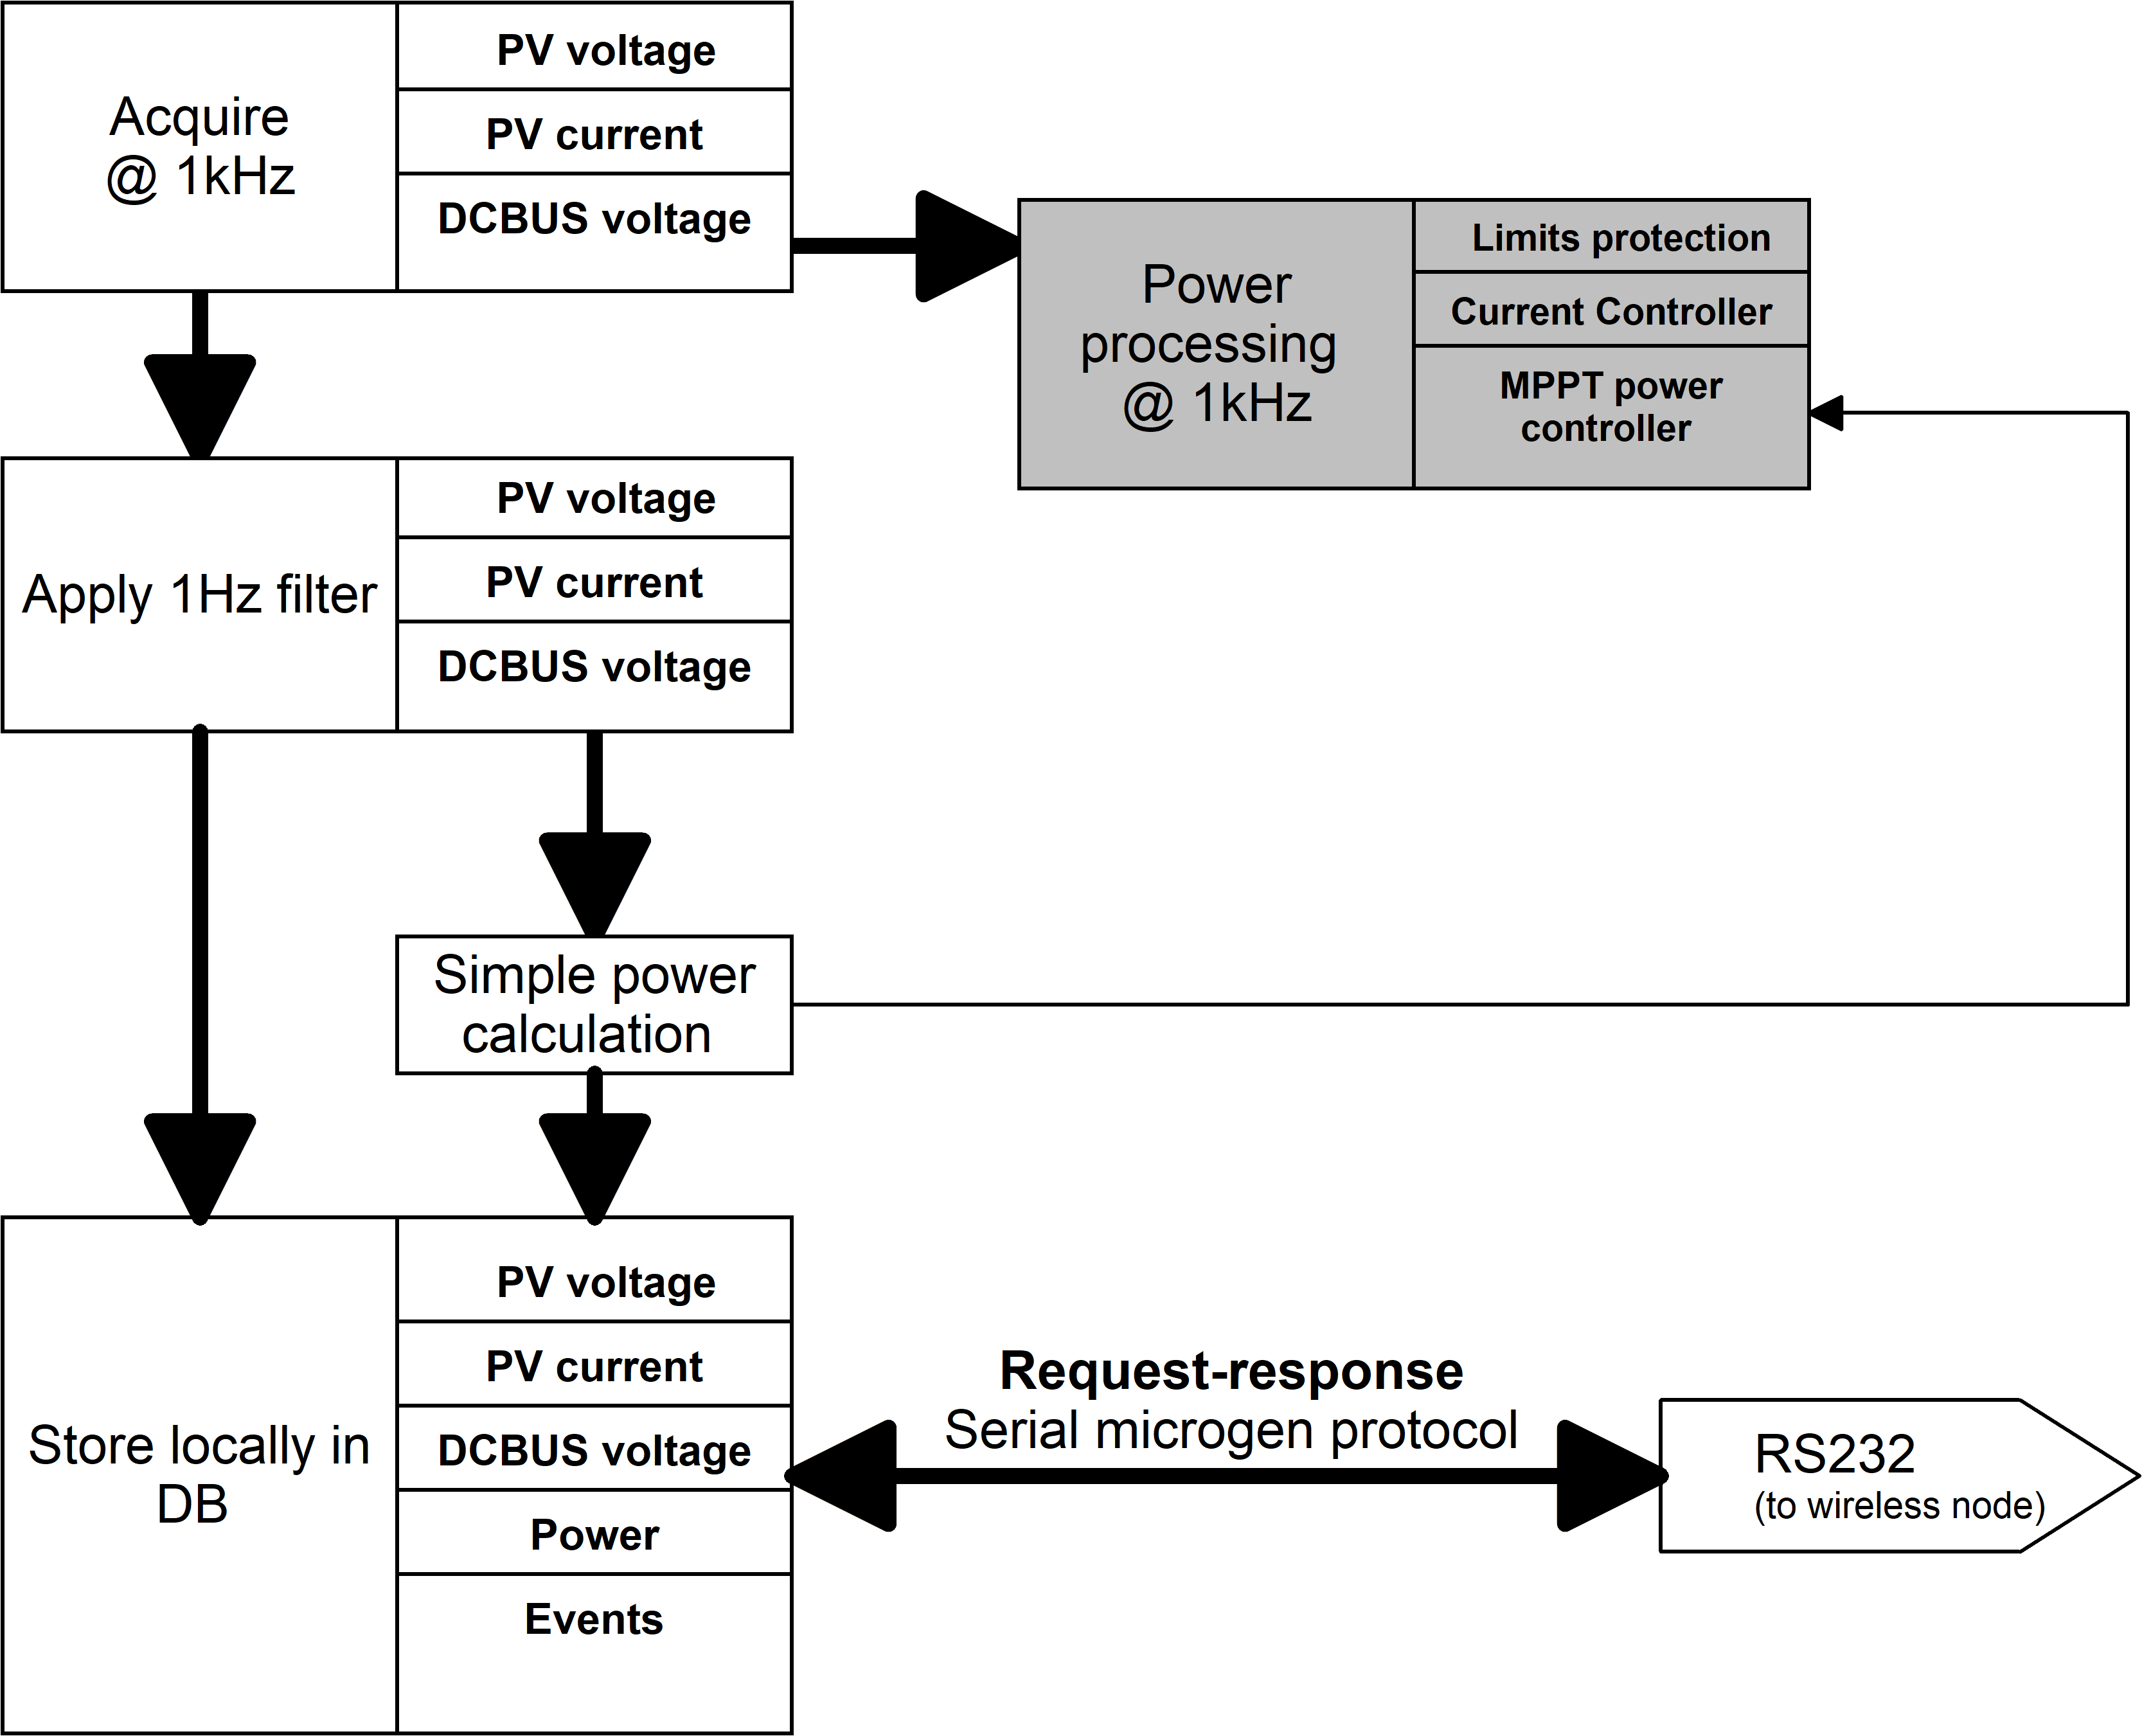 Acquire
@ 1kHz
PV voltage
PV current
DCBUS voltage
Power
processing
@ 1kHz
Limits protection
Current Controller
MPPT power
controller
Apply 1Hz filter
PV voltage
PV current
DCBUS voltage
Simple power
calculation
Store locally in
DB
PV voltage
PV current
DCBUS voltage
Power
Events
Request-response
Serial microgen protocol
RS232
(to wireless node)